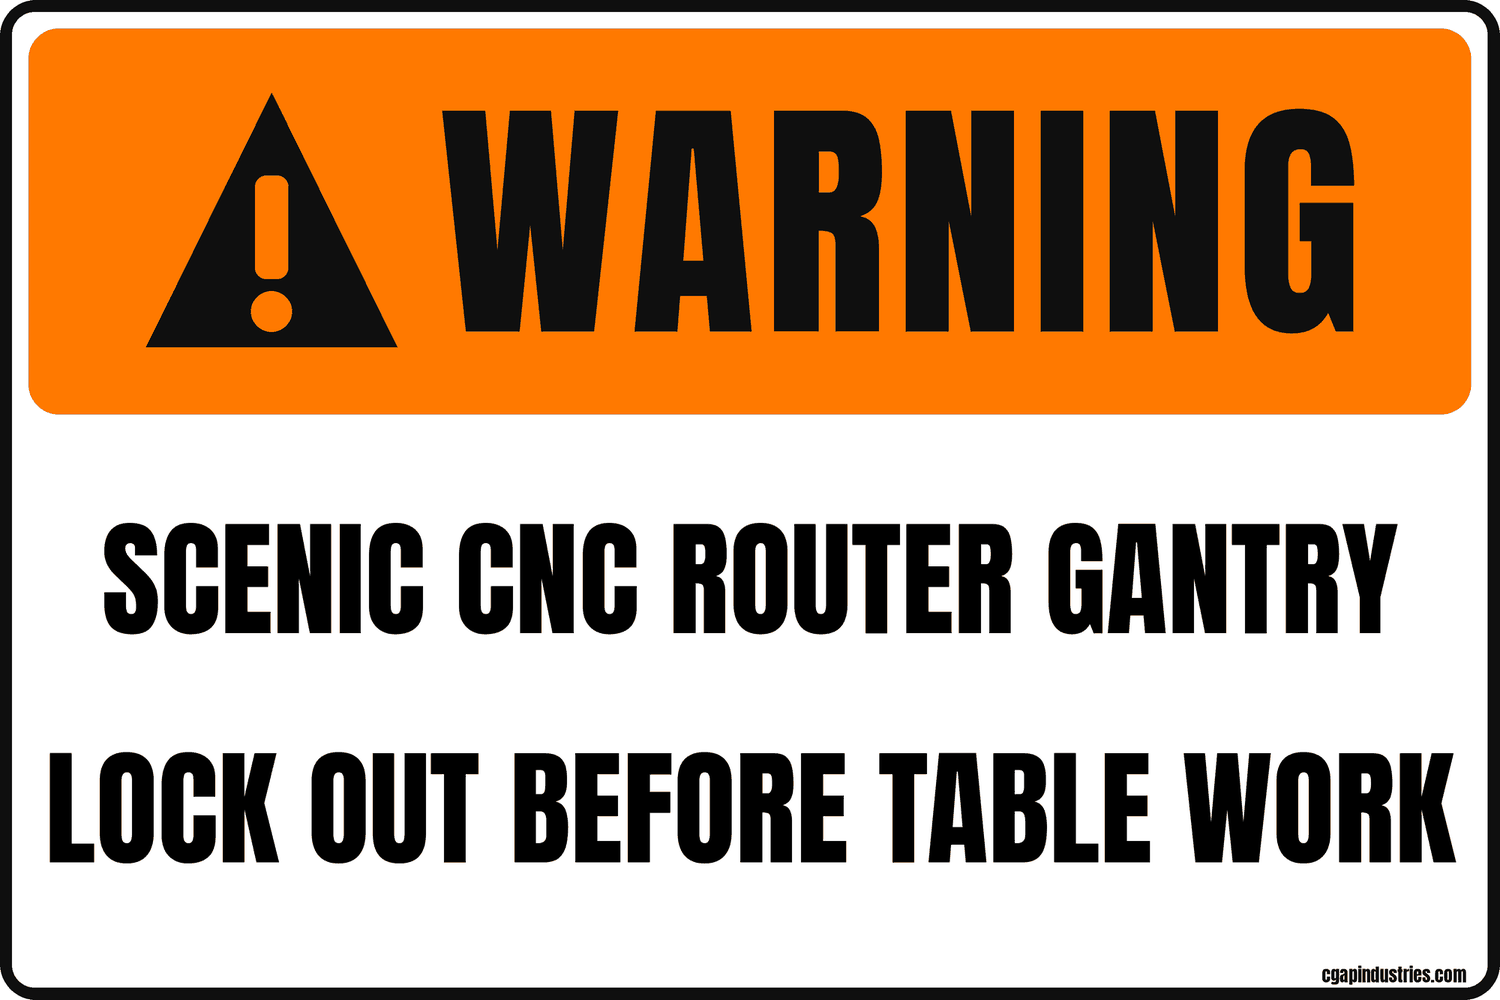 WARNING
SCENIC CNC ROUTER GANTRY
LOCK OUT BEFORE TABLE WORK
cgapindustries.com